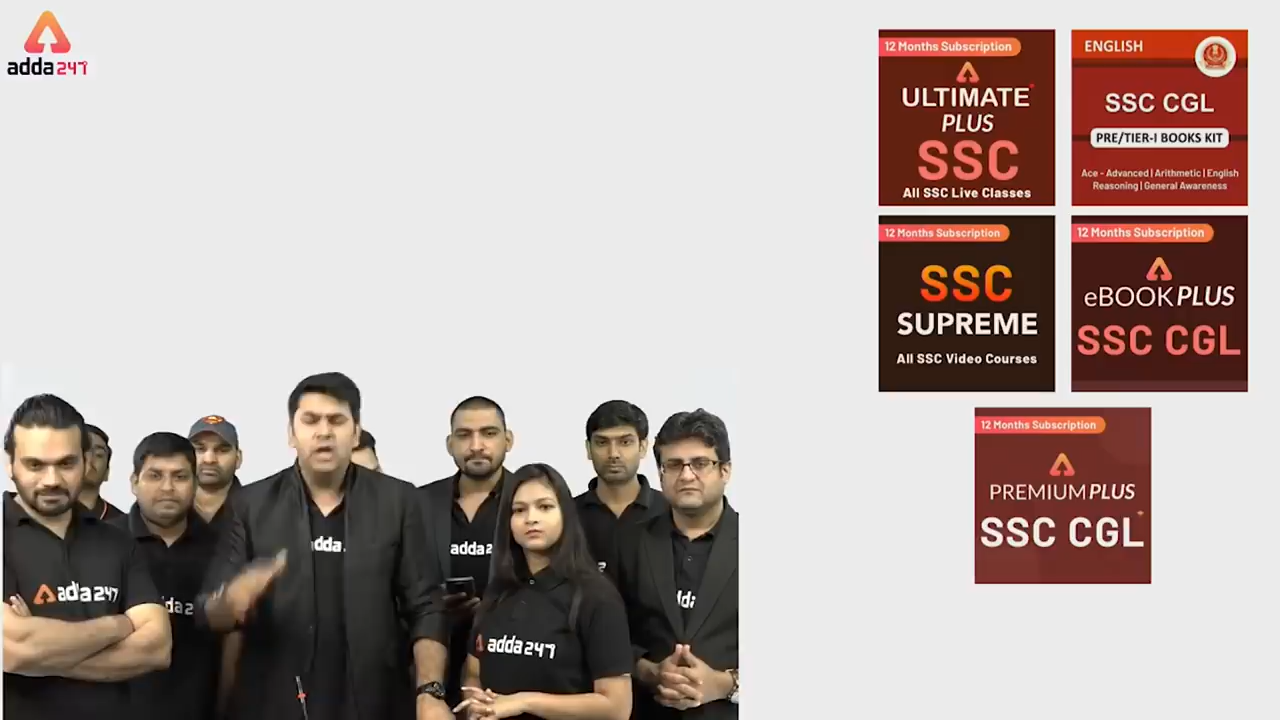 adda247
12 Months Subscription
ULTIMATE
PLUS
SSC
All SSC Live Classes
ENGLISH
SSC CGL
PRE/TIER-I BOOKS KIT
Ace - Advanced | Arithmetic | English
Reasoning | General Awareness
12 Months Subscription
SSC
SUPREME
All SSC Video Courses
12 Months Subscription
eBOOK PLUS
SSC CGL
12 Months Subscription
PREMIUM PLUS
SSC CGL
adda
adda2
adda247
adda247